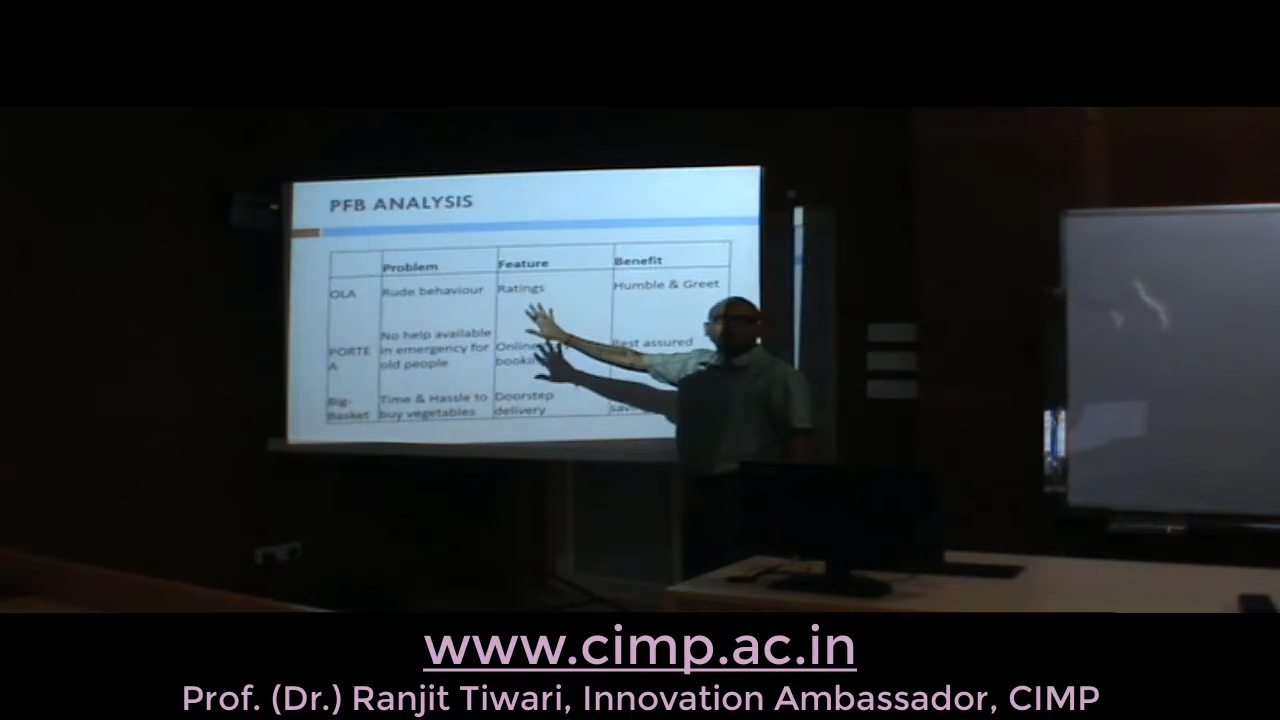 PFB ANALYSIS
Problem Feature Benefit
OLA Rude behaviour Ratings Humble & Greet
PORTE
A
No help available
in emergency for
old people
Online
Rest assured
Big-
Basket
Time & Hassle to
buy vegetables
Doorstep
delivery
www.cimp.ac.in
Prof. (Dr.) Ranjit Tiwari, Innovation Ambassador, CIMP